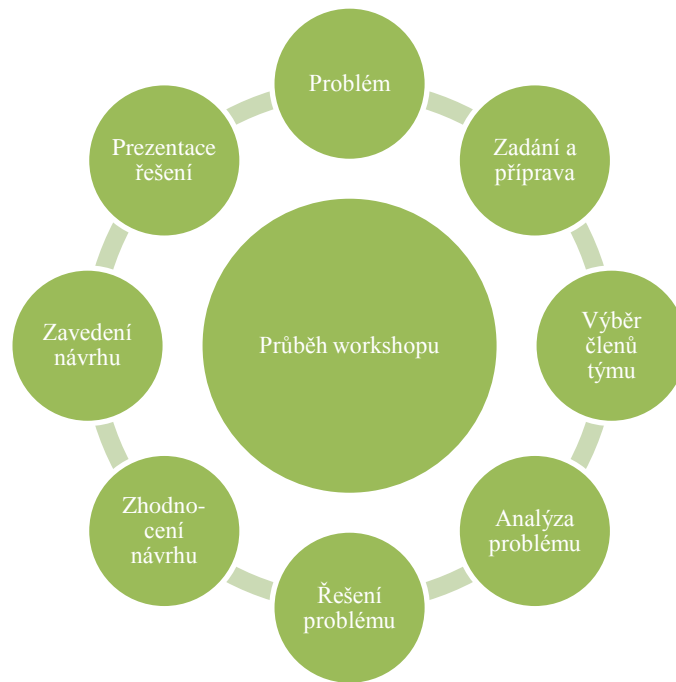 Problém
Zadání a
příprava
Výběr
členů
týmu
Analýza
problému
Řešení
problému
Zhodno-
cení
návrhu
Zavedení
návrhu
Prezentace
řešení
Průběh workshopu